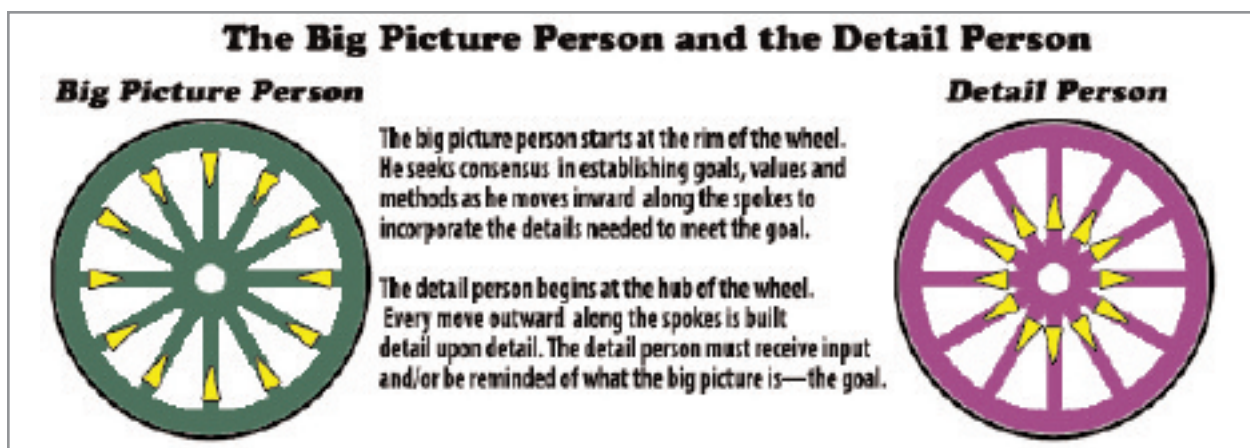 The Big Picture Person and the Detail Person
Big Picture Person
The big picture person starts at the rim of the wheel.
He seeks consensus in establishing goals, values and
methods as he moves inward along the spokes to
incorporate the details needed to meet the goal.
The detail person begins at the hub of the wheel.
Every move outward along the spokes is built
detail upon detail. The detail person must receive input
and/or be reminded of what the big picture is—the goal.
Detail Person